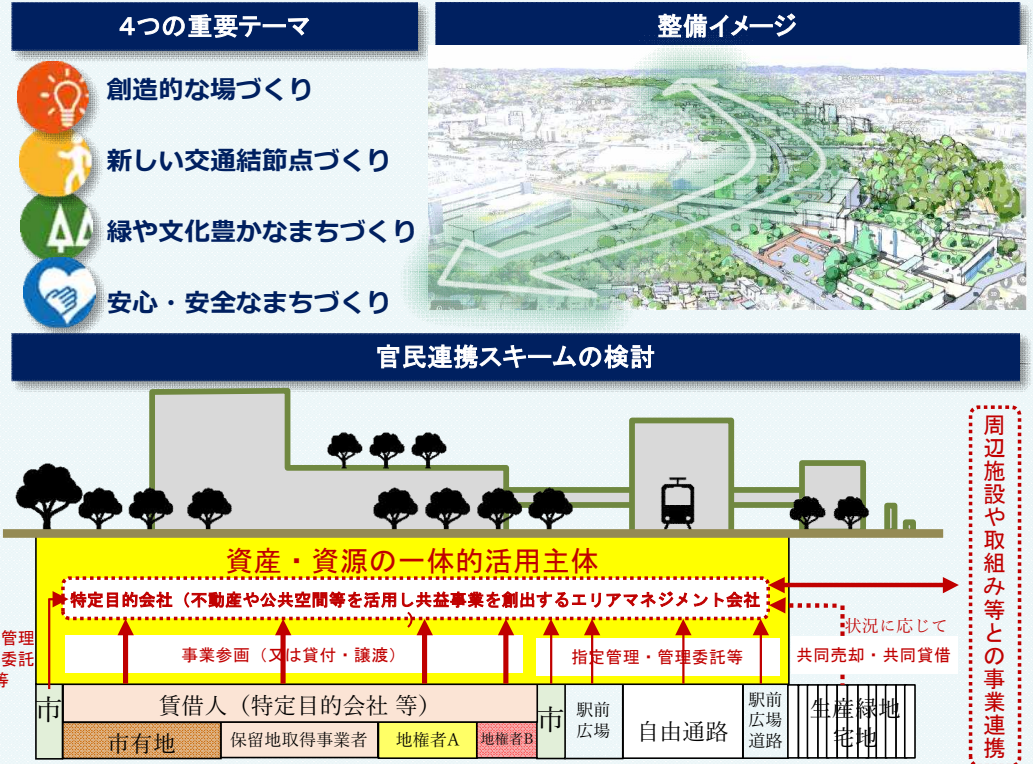 4つの重要テーマ
創造的な場づくり
新しい交通結節点づくり
緑や文化豊かなまちづくり
安心・安全なまちづくり
整備イメージ
官民連携スキームの検討
資産・資源の一体的活用主体
特定目的会社（不動産や公共空間等を活用し共益事業を創出するエリアマネジメント会社
）
管理
委託
等
事業参画（又は貸付・譲渡）
指定管理・管理委託等
状況に応じて
共同売却・共同貸借
市
賃借人（特定目的会社 等）
市有地
保留地取得事業者
地権者A
地権者B
市
駅前
広場
自由通路
駅前
広場
道路
生産緑地
宅地
周辺施設や取組み等との事業連携